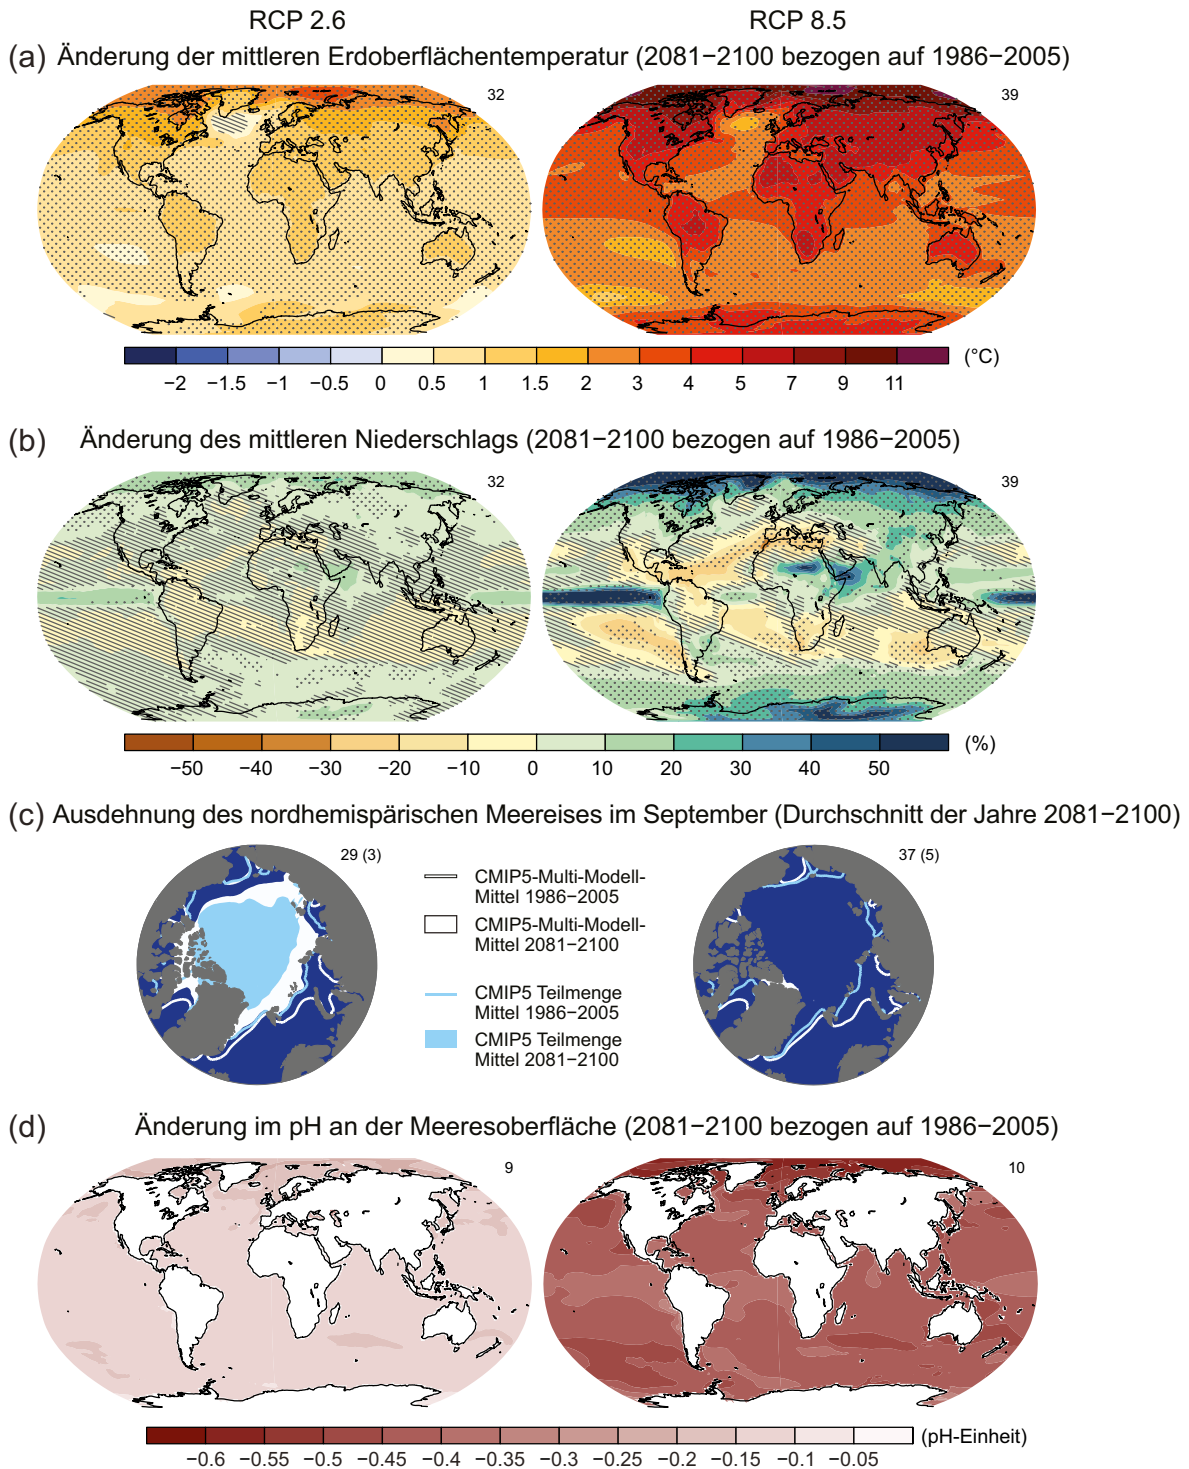 RCP 2.6 RCP 8.5
(a) Änderung der mittleren Erdoberflächentemperatur (2081−2100 bezogen auf 1986−2005)
32 39
−2 −1.5 −1 −0.5 0 0.5 1 1.5 2 3 4 5 7 9 11 (°C)
(b) Änderung des mittleren Niederschlags (2081−2100 bezogen auf 1986−2005)
32 39
−50 −40 −30 −20 −10 0 10 20 30 40 50 (%)
(c) Ausdehnung des nordhemispärischen Meereises im September (Durchschnitt der Jahre 2081−2100)
29 (3) 37 (5)
CMIP5-Multi-Modell-
Mittel 1986−2005
CMIP5-Multi-Modell-
Mittel 2081−2100
CMIP5 Teilmenge
Mittel 1986−2005
CMIP5 Teilmenge
Mittel 2081−2100
(d) Änderung im pH an der Meeresoberfläche (2081−2100 bezogen auf 1986−2005)
9 10
−0.6 −0.55 −0.5 −0.45 −0.4 −0.35 −0.3 −0.25 −0.2 −0.15 −0.1 −0.05 (pH-Einheit)